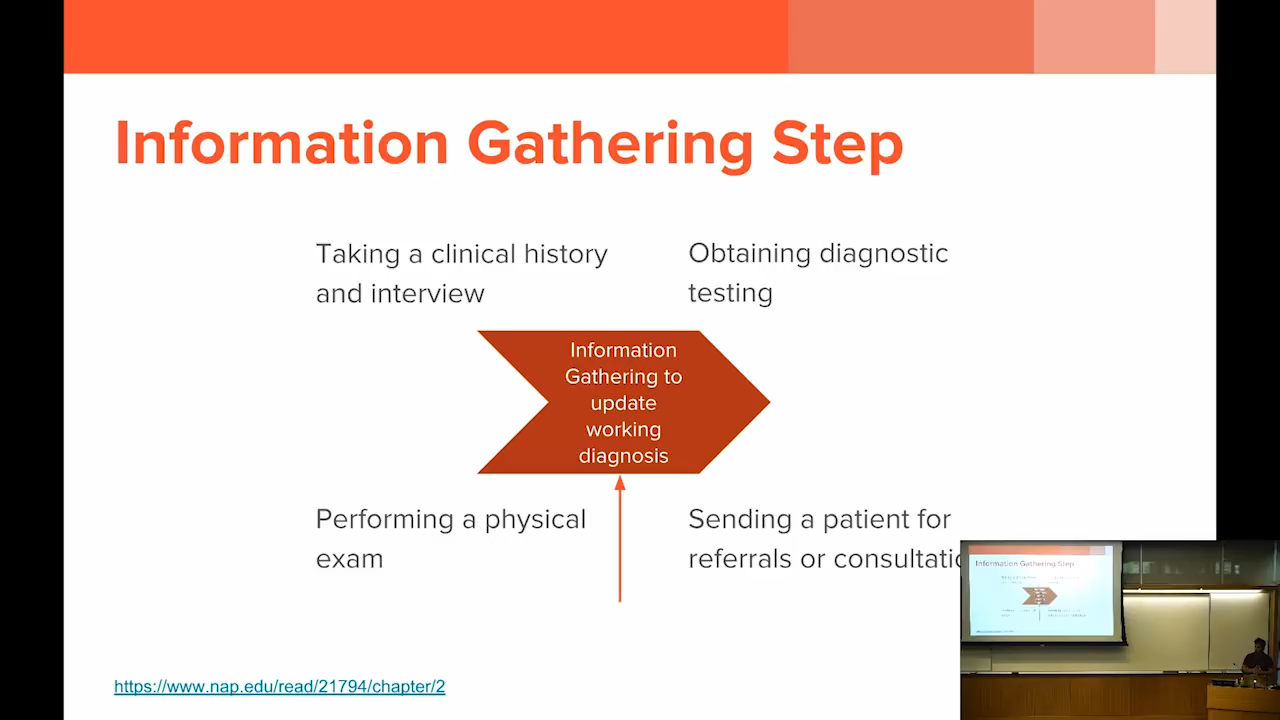 Information Gathering Step
Taking a clinical history
and interview
Obtaining diagnostic
testing
Information
Gathering to
update
working
diagnosis
Performing a physical
exam
Sending a patient for
referrals or
https://www.nap.edu/read/21794/chapter/2
Information Gathering Step